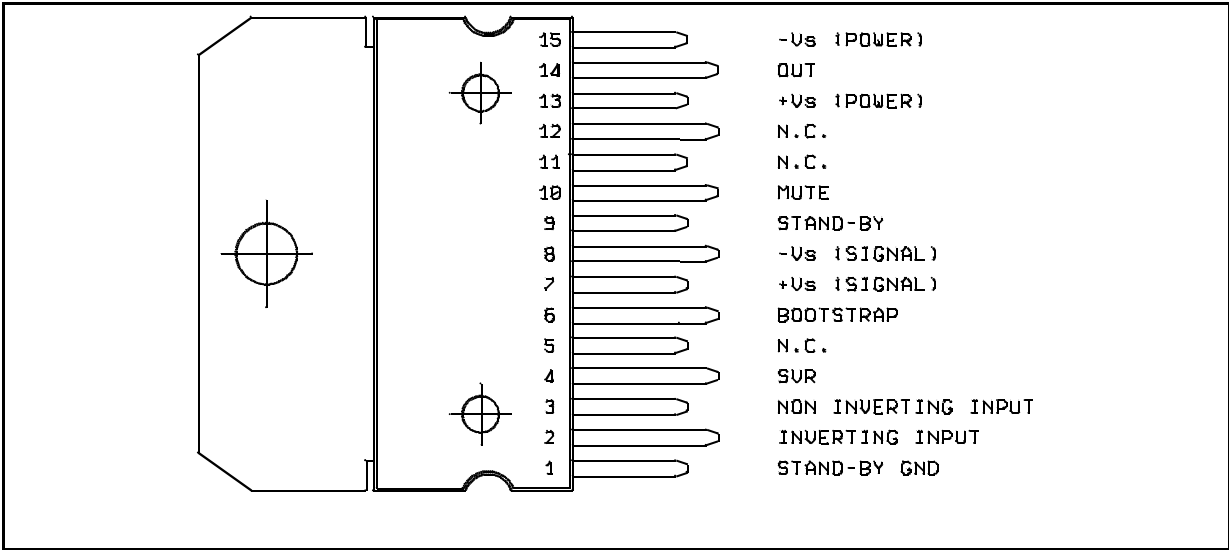 15 -Vs (POWER)
14 OUT
13 +Vs (POWER)
12 N.C.
11 N.C.
10 MUTE
9 STAND-BY
8 -Vs (SIGNAL)
7 +Vs (SIGNAL)
6 BOOTSTRAP
5 N.C.
4 SVR
3 NON INVERTING INPUT
2 INVERTING INPUT
1 STAND-BY GND